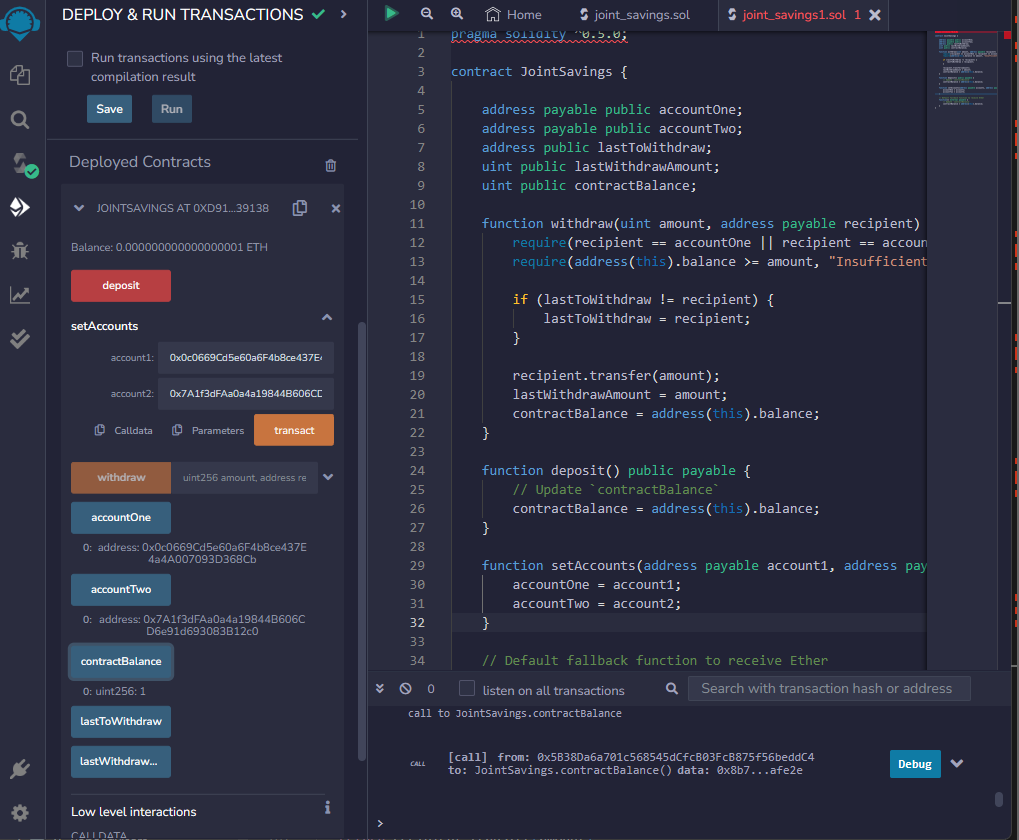 DEPLOY & RUN TRANSACTIONS
Run transactions using the latest
compilation result
Save
Run
Deployed Contracts
JOINTSAVINGS AT 0XD91...39138
Balance: 0.000000000000000001 ETH
deposit
setAccounts
account1:
0x0c0669Cd5e60a6F4b8ce437E
account2:
0x7A1f3dFAa0a4a19844B606CD
Calldata
Parameters
transact
withdraw
uint256 amount, address re
accountOne
0: address: 0x0c0669Cd5e60a6F4b8ce437E
4a4A007093D368Cb
accountTwo
0: address: 0x7A1f3dFAa0a4a19844B606C
D6e91d693083B12c0
contractBalance
0: uint256: 1
lastToWithdraw
lastWithdraw...
Low level interactions
i
CALLDATA
Home
joint_savings.sol
joint_savings1.sol 1
1 pragma solidity ^0.5.0;
2
3 contract JointSavings {
4
5 address payable public accountOne;
6 address payable public accountTwo;
7 address public lastToWithdraw;
8 uint public lastWithdrawAmount;
9 uint public contractBalance;
10
11 function withdraw(uint amount, address payable recipient)
12 require(recipient == accountOne || recipient == accoun
13 require(address(this).balance >= amount, "Insufficient
14
15 if (lastToWithdraw != recipient) {
16 lastToWithdraw = recipient;
17 }
18
19 recipient.transfer(amount);
20 lastWithdrawAmount = amount;
21 contractBalance = address(this).balance;
22 }
23
24 function deposit() public payable {
25 // Update `contractBalance`
26 contractBalance = address(this).balance;
27 }
28
29 function setAccounts(address payable account1, address pay
30 accountOne = account1;
31 accountTwo = account2;
32 }
33
34 // Default fallback function to receive Ether
0
listen on all transactions
Search with transaction hash or address
call to JointSavings.contractBalance
CALL
[call] from: 0x5B38Da6a701c568545dCfcB03FcB875f56beddC4
to: JointSavings.contractBalance() data: 0x8b7...afe2e
Debug
>